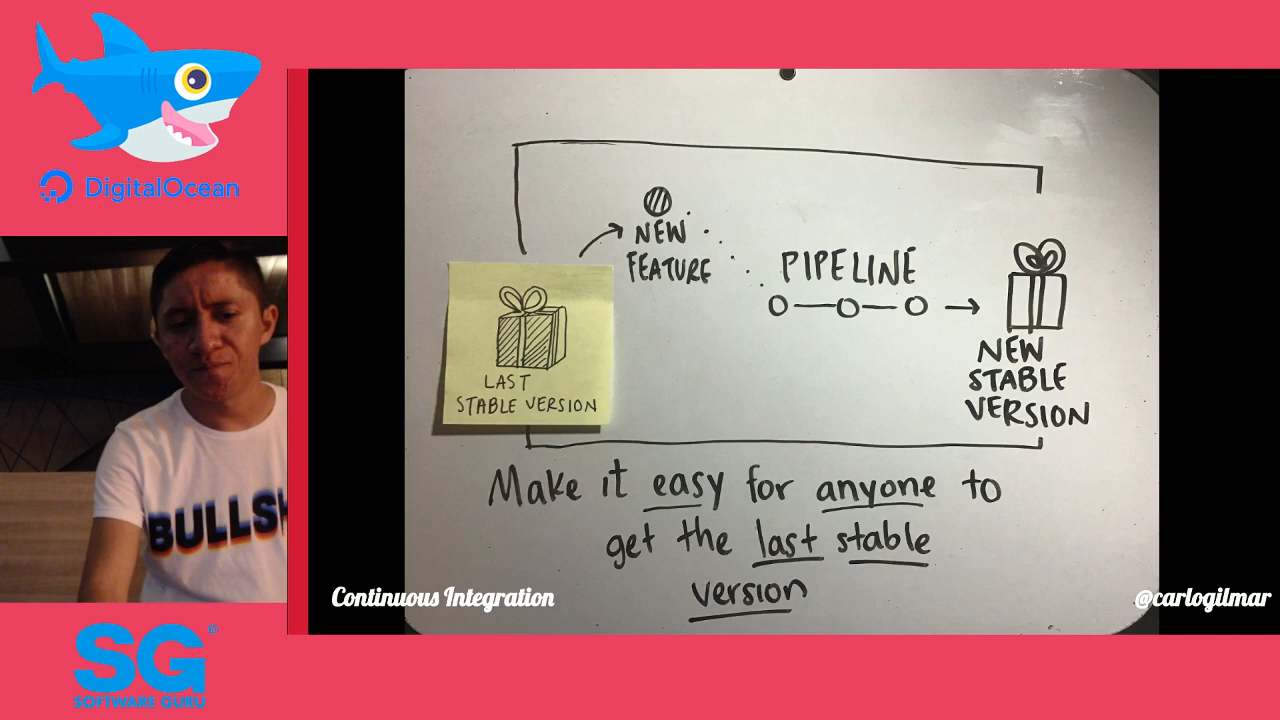 DigitalOcean
BULLSH
SG
SOFTWARE GURU
NEW
FEATURE
PIPELINE
LAST
STABLE VERSION
NEW
STABLE
VERSION
Make it easy for anyone to
get the last stable
version
Continuous Integration
@carlogilmar